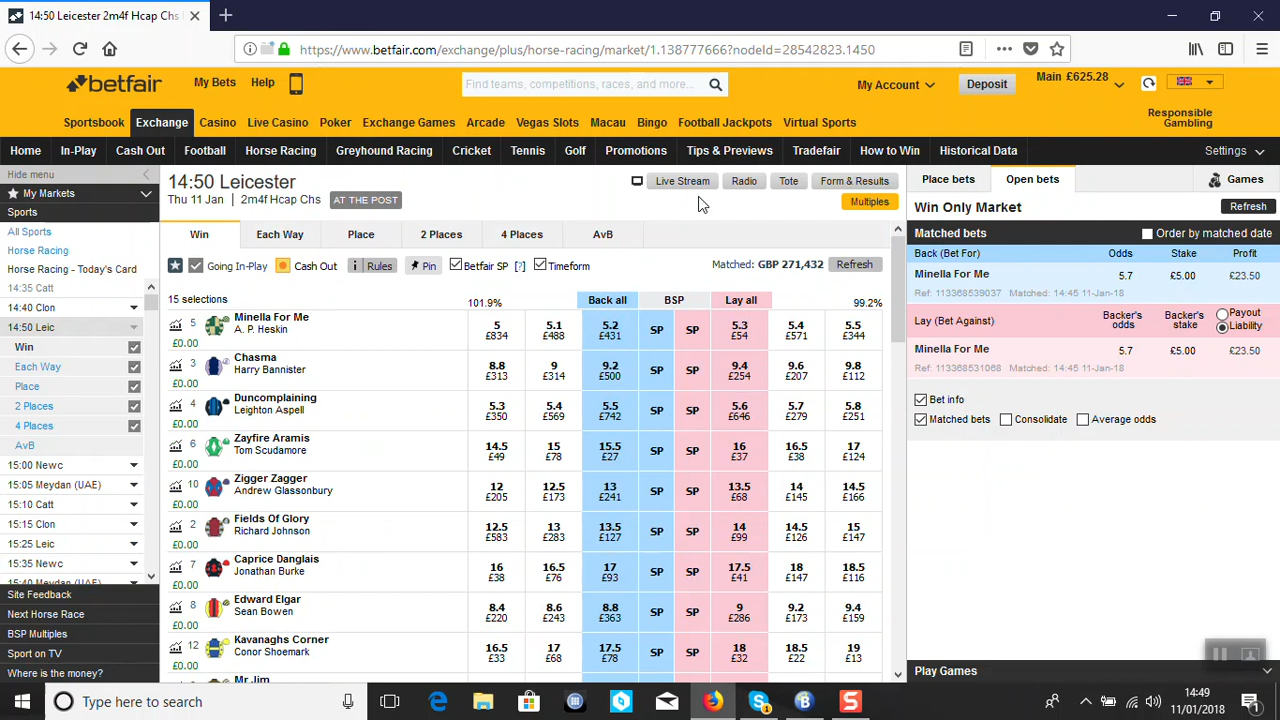 14:50 Leicester 2m4f Hcap Chs
https://www.betfair.com/exchange/plus/horse-racing/market/1.138777666?nodeId=28542823.1450
betfair
My Bets
Help
Find teams, competitions, races, and more...
My Account
Deposit
Main £625.28
Sportsbook
Exchange
Casino
Live Casino
Poker
Exchange Games
Arcade
Vegas Slots
Macau
Bingo
Football Jackpots
Virtual Sports
Responsible
Gambling
Home
In-Play
Cash Out
Football
Horse Racing
Greyhound Racing
Cricket
Tennis
Golf
Promotions
Tips & Previews
Tradefair
How to Win
Historical Data
Settings
Hide menu
My Markets
Sports
All Sports
Horse Racing
Horse Racing - Today's Card
14:35 Catt
14:40 Clon
14:50 Leic
Win
Each Way
Place
2 Places
4 Places
AvB
15:00 Newc
15:05 Meydan (UAE)
15:10 Catt
15:15 Clon
15:25 Leic
15:35 Newc
15:40 Meydan (UAE)
Site Feedback
Next Horse Race
BSP Multiples
Sport on TV
Where is the money?
14:50 Leicester
Thu 11 Jan | 2m4f Hcap Chs
AT THE POST
Live Stream
Radio
Tote
Form & Results
Multiples
Win
Each Way
Place
2 Places
4 Places
AvB
Going In-Play
Cash Out
i Rules
Pin
Betfair SP [?]
Timeform
Matched: GBP 271,432
Refresh
15 selections
101.9%
Back all
BSP
Lay all
99.2%
5 Minella For Me 5 5.1 5.2 SP SP 5.3 5.4 5.5
A. P. Heskin £834 £488 £431 £54 £571 £344
£0.00
3 Chasma 8.8 9 9.2 SP SP 9.4 9.6 9.8
Harry Bannister £313 £314 £500 £254 £207 £112
£0.00
4 Duncomplaining 5.3 5.4 5.5 SP SP 5.6 5.7 5.8
Leighton Aspell £350 £569 £742 £646 £279 £251
£0.00
6 Zayfire Aramis 14.5 15 15.5 SP SP 16 16.5 17
Tom Scudamore £49 £78 £27 £37 £38 £124
£0.00
10 Zigger Zagger 12 12.5 13 SP SP 13.5 14 14.5
Andrew Glassonbury £205 £173 £241 £68 £145 £166
£0.00
2 Fields Of Glory 12.5 13 13.5 SP SP 14 14.5 15
Richard Johnson £583 £283 £127 £99 £126 £147
£0.00
7 Caprice Danglais 16 16.5 17 SP SP 17.5 18 18.5
Jonathan Burke £38 £76 £93 £41 £147 £116
£0.00
8 Edward Elgar 8.4 8.6 8.8 SP SP 9 9.2 9.4
Sean Bowen £220 £243 £363 £286 £173 £159
£0.00
12 Kavanaghs Corner 16.5 17 17.5 SP SP 18 18.5 19
Conor Shoemark £33 £68 £78 £32 £22 £13
£0.00
Mr Jim
Place bets
Open bets
Games
Win Only Market
Refresh
Matched bets
Order by matched date
Back (Bet For) Odds Stake Profit
Minella For Me 5.7 £5.00 £23.50
Ref: 113368539037 Matched: 14:45 11-Jan-18
Lay (Bet Against) Backer's odds Backer's stake Payout Liability
Minella For Me 5.7 £5.00 £23.50
Ref: 113368531068 Matched: 14:45 11-Jan-18
Bet info
Matched bets
Consolidate
Average odds
Play Games
Type here to search
14:49
11/01/2018